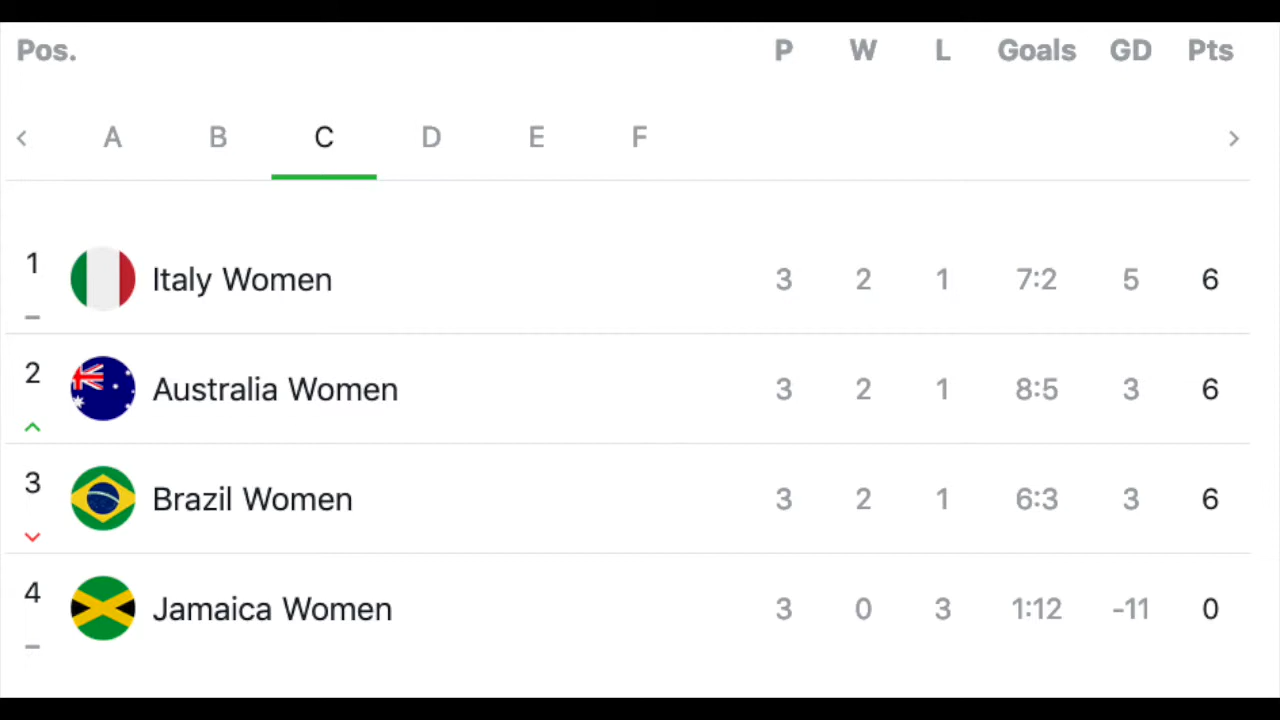 Pos. P W L Goals GD Pts
A B C D E F
1 Italy Women 3 2 1 7:2 5 6
2 Australia Women 3 2 1 8:5 3 6
3 Brazil Women 3 2 1 6:3 3 6
4 Jamaica Women 3 0 3 1:12 -11 0